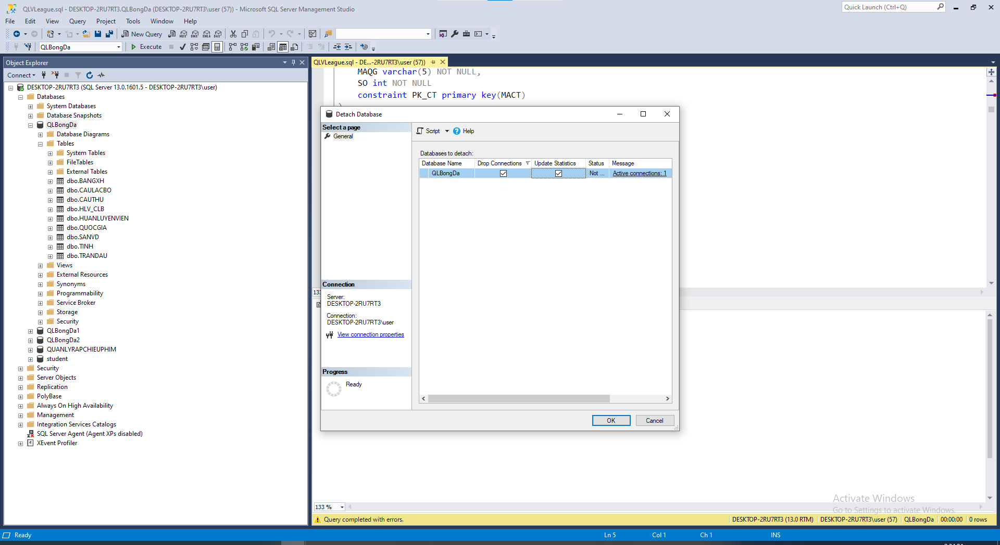 QLVLeague.sql - DESKTOP-2RU7RT3.QLBongDa (DESKTOP-2RU7RT3\user (57)) - Microsoft SQL Server Management Studio
Quick Launch (Ctrl+Q)
File Edit View Query Project Tools Window Help
New Query MDX DMX XMLA DAX
QLBongDa Execute
Object Explorer
QLVLeague.sql - DE...-2RU7RT3\user (57))
Connect
DESKTOP-2RU7RT3 (SQL Server 13.0.1601.5 - DESKTOP-2RU7RT3\user)
Databases
System Databases
Database Snapshots
QLBongDa
Database Diagrams
Tables
System Tables
FileTables
External Tables
dbo.BANGXH
dbo.CAULACBO
dbo.CAUTHU
dbo.HLV_CLB
dbo.HUANLUYENVIEN
dbo.QUOCGIA
dbo.SANVD
dbo.TINH
dbo.TRANDAU
Views
External Resources
Synonyms
Programmability
Service Broker
Storage
Security
QLBongDa1
QLBongDa2
QUANLYRAPCHIEUPHIM
student
Security
Server Objects
Replication
PolyBase
Always On High Availability
Management
Integration Services Catalogs
SQL Server Agent (Agent XPs disabled)
XEvent Profiler
MAQG varchar(5) NOT NULL,
SO int NOT NULL
constraint PK_CT primary key(MACT)
Detach Database
Select a page
General
Script Help
Databases to detach:
Database Name Drop Connections Update Statistics Status Message
QLBongDa Not ... Active connections: 1
Connection
Server:
DESKTOP-2RU7RT3
Connection:
DESKTOP-2RU7RT3\user
View connection properties
Progress
Ready
OK Cancel
133 %
Activate Windows
Go to Settings to activate Windows.
Query completed with errors. DESKTOP-2RU7RT3 (13.0 RTM) DESKTOP-2RU7RT3\user (57) QLBongDa 00:00:00 0 rows
Ready Ln 5 Col 1 Ch 1 INS